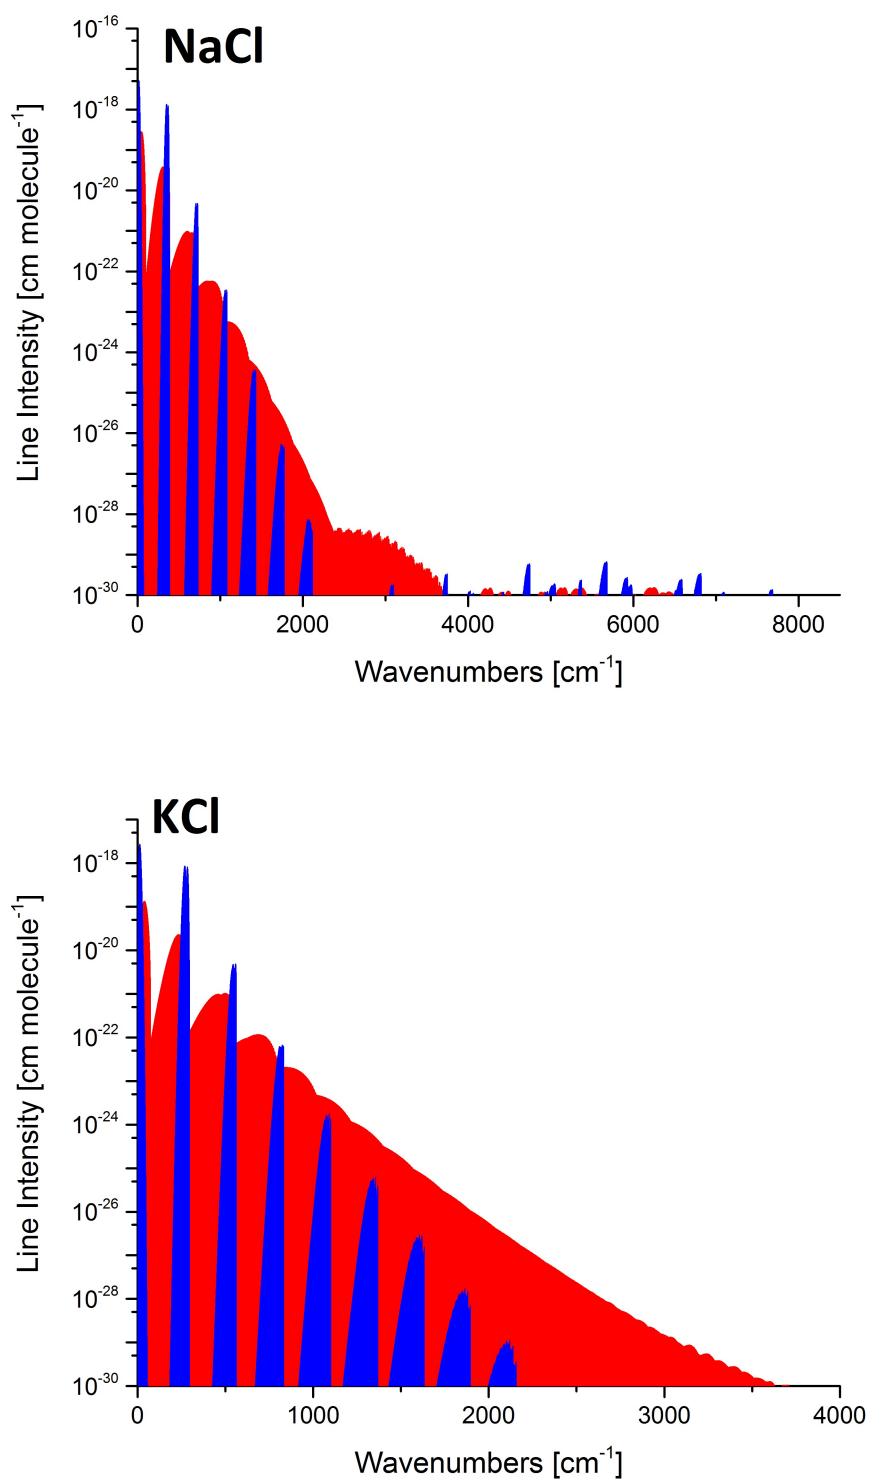 NaCl
10^-16
10^-18
10^-20
10^-22
10^-24
10^-26
10^-28
10^-30
Line Intensity [cm molecule^-1]
0 2000 4000 6000 8000
Wavenumbers [cm^-1]
KCl
10^-18
10^-20
10^-22
10^-24
10^-26
10^-28
10^-30
Line Intensity [cm molecule^-1]
0 1000 2000 3000 4000
Wavenumbers [cm^-1]